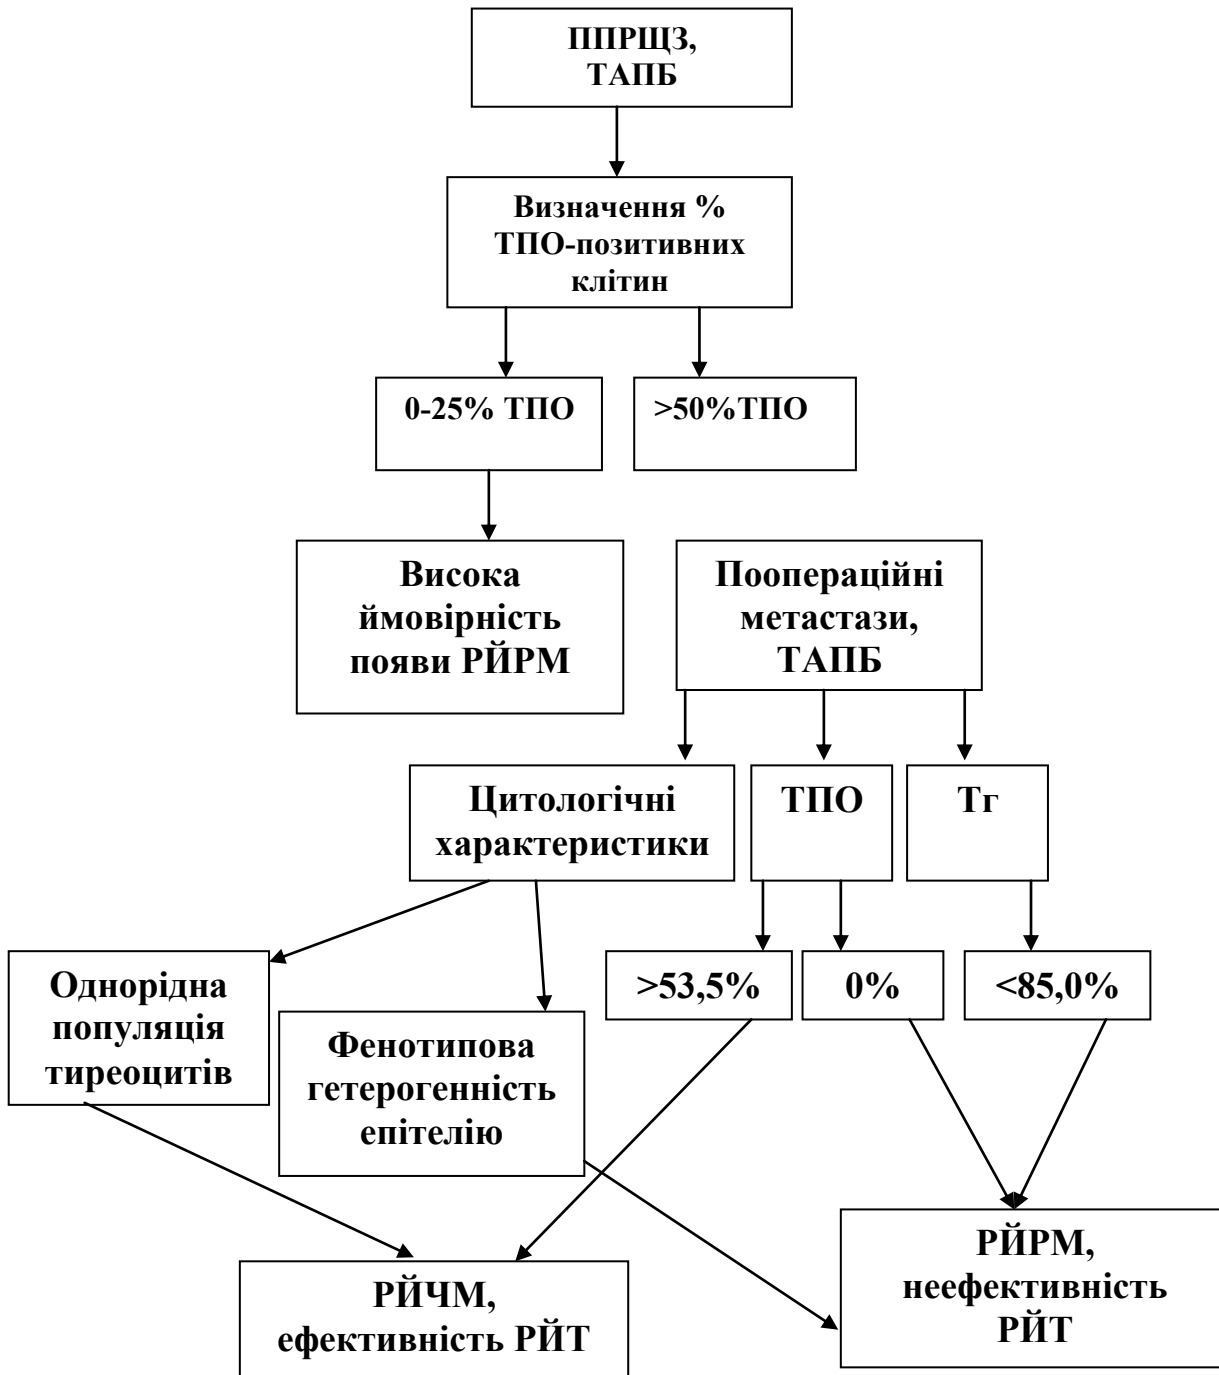 ППРЩЗ,
ТАПБ
Визначення %
ТПО-позитивних
клітин
0-25% ТПО
>50%ТПО
Висока
ймовірність
появи РЙРМ
Поопераційні
метастази,
ТАПБ
Цитологічні
характеристики
ТПО
Тг
Однорідна
популяція
тиреоцитів
Фенотипова
гетерогенність
епітелію
>53,5%
0%
<85,0%
РЙЧМ,
ефективність РЙТ
РЙРМ,
неефективність
РЙТ